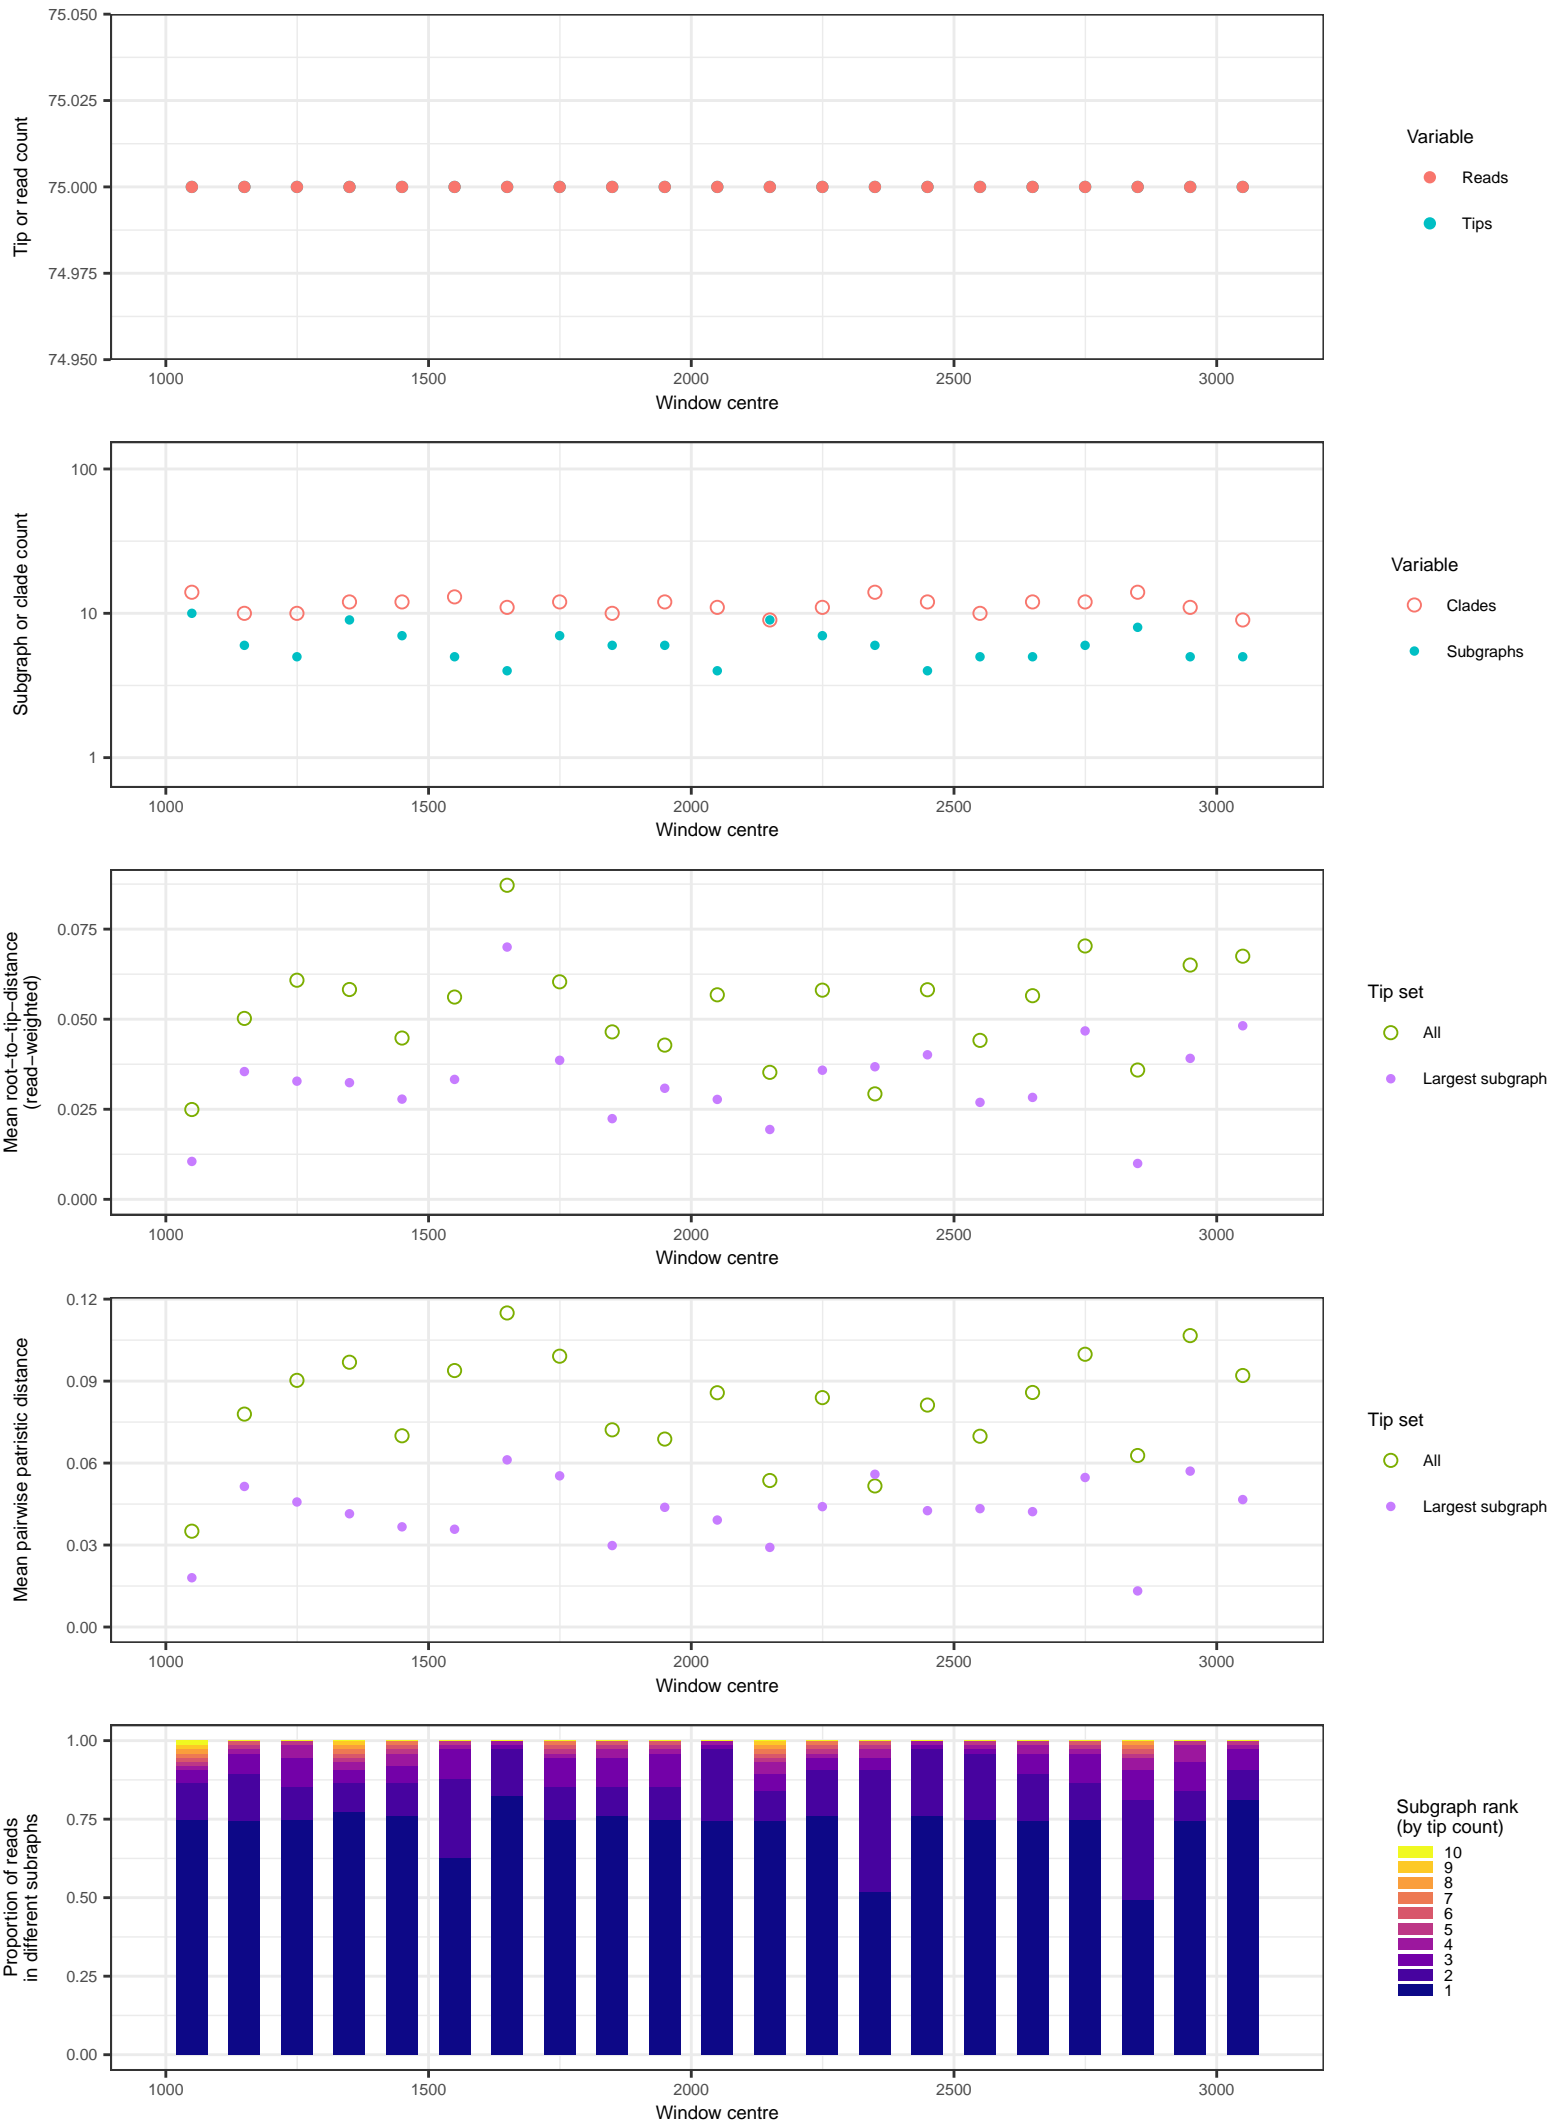 75.050
75.025
75.000
74.975
74.950
Tip or read count
1000 1500 2000 2500 3000
Window centre
Variable
Reads
Tips
100
10
1
Subgraph or clade count
1000 1500 2000 2500 3000
Window centre
Variable
Clades
Subgraphs
0.075
0.050
0.025
0.000
Mean root−to−tip−distance
(read−weighted)
1000 1500 2000 2500 3000
Window centre
Tip set
All
Largest subgraph
0.12
0.09
0.06
0.03
0.00
Mean pairwise patristic distance
1000 1500 2000 2500 3000
Window centre
Tip set
All
Largest subgraph
1.00
0.75
0.50
0.25
0.00
Proportion of reads
in different subraphs
1000 1500 2000 2500 3000
Window centre
Subgraph rank
(by tip count)
10
9
8
7
6
5
4
3
2
1